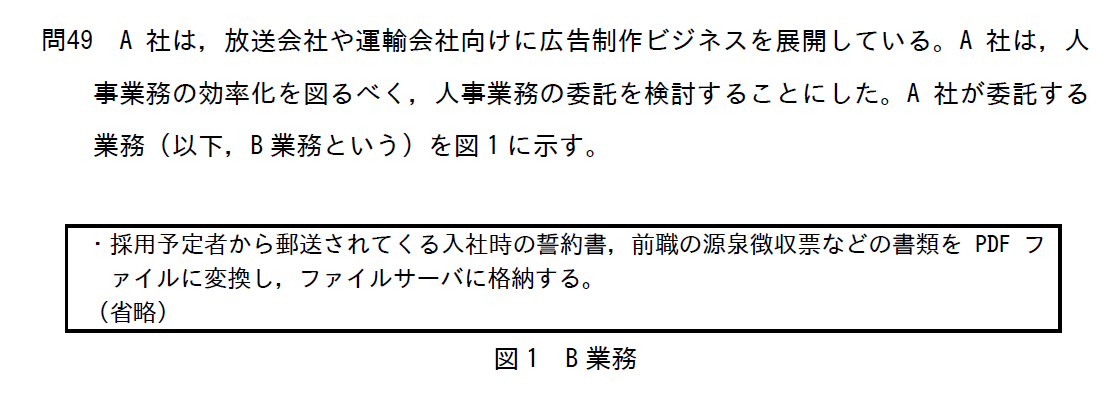 問49　A 社は，放送会社や運輸会社向けに広告制作ビジネスを展開している。A 社は，人
事業務の効率化を図るべく，人事業務の委託を検討することにした。A 社が委託する
業務（以下，B 業務という）を図 1 に示す。
・採用予定者から郵送されてくる入社時の誓約書，前職の源泉徴収票などの書類を PDF フ
ァイルに変換し，ファイルサーバに格納する。
（省略）
図 1　B 業務